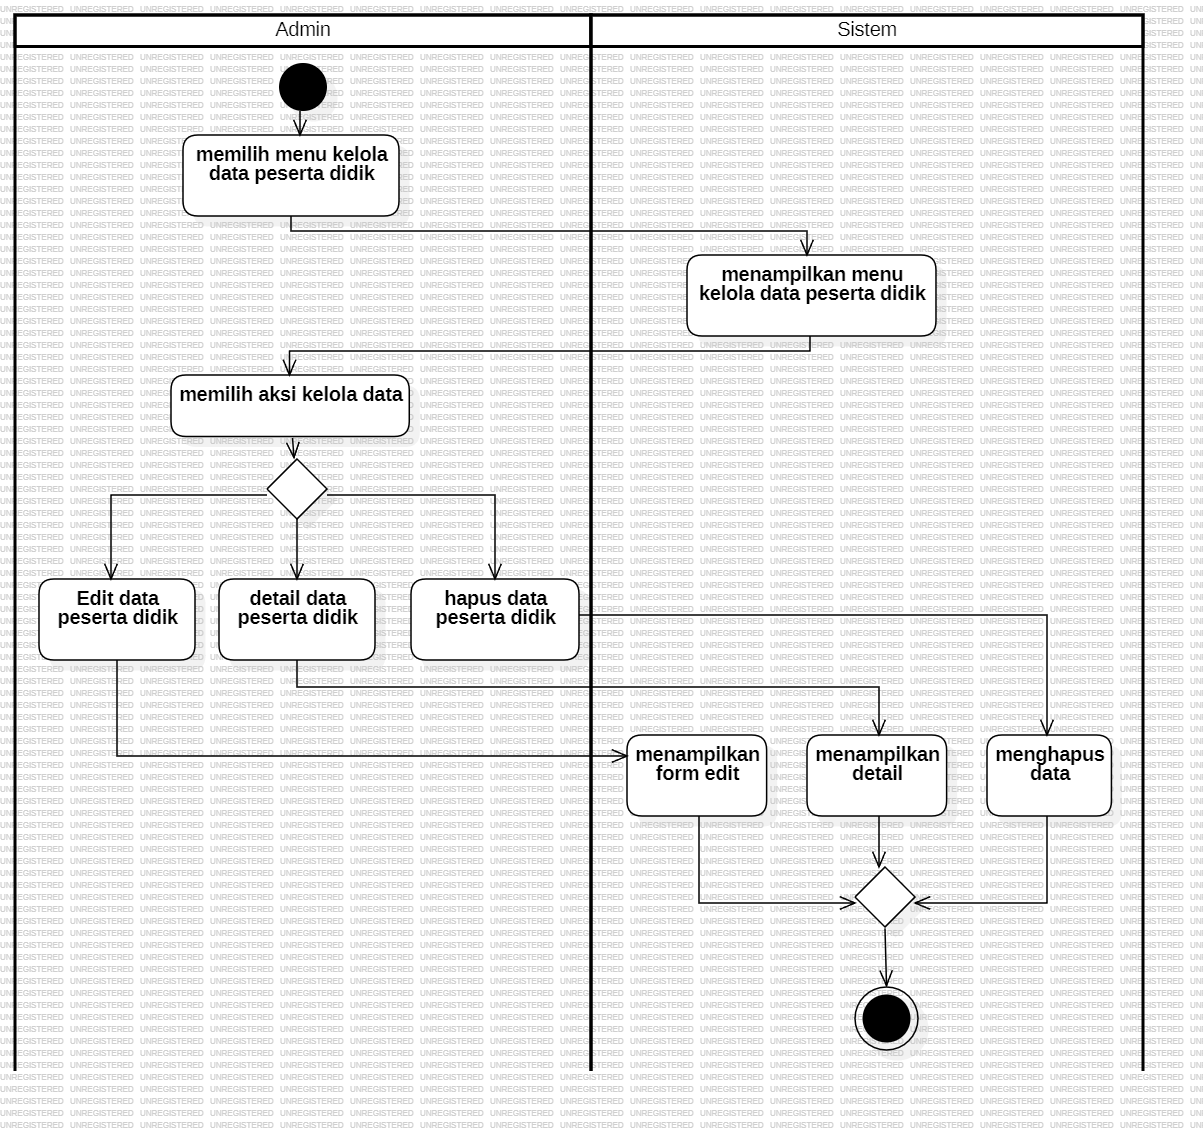 Admin
Sistem
memilih menu kelola
data peserta didik
menampilkan menu
kelola data peserta didik
memilih aksi kelola data
Edit data
peserta didik
detail data
peserta didik
hapus data
peserta didik
menampilkan
form edit
menampilkan
detail
menghapus
data
UNREGISTERED